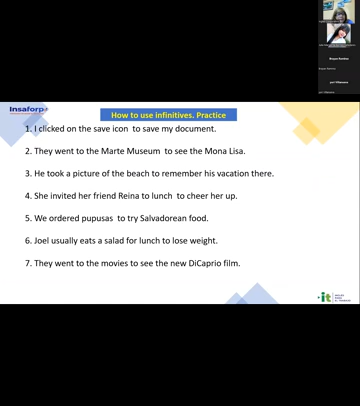 Insaforp
How to use infinitives. Practice
1. I clicked on the save icon  to save my document.
2. They went to the Marte Museum  to see the Mona Lisa.
3. He took a picture of the beach to remember his vacation there.
4. She invited her friend Reina to lunch  to cheer her up.
5. We ordered pupusas  to try Salvadorean food.
6. Joel usually eats a salad for lunch to lose weight.
7. They went to the movies to see the new DiCaprio film.
it